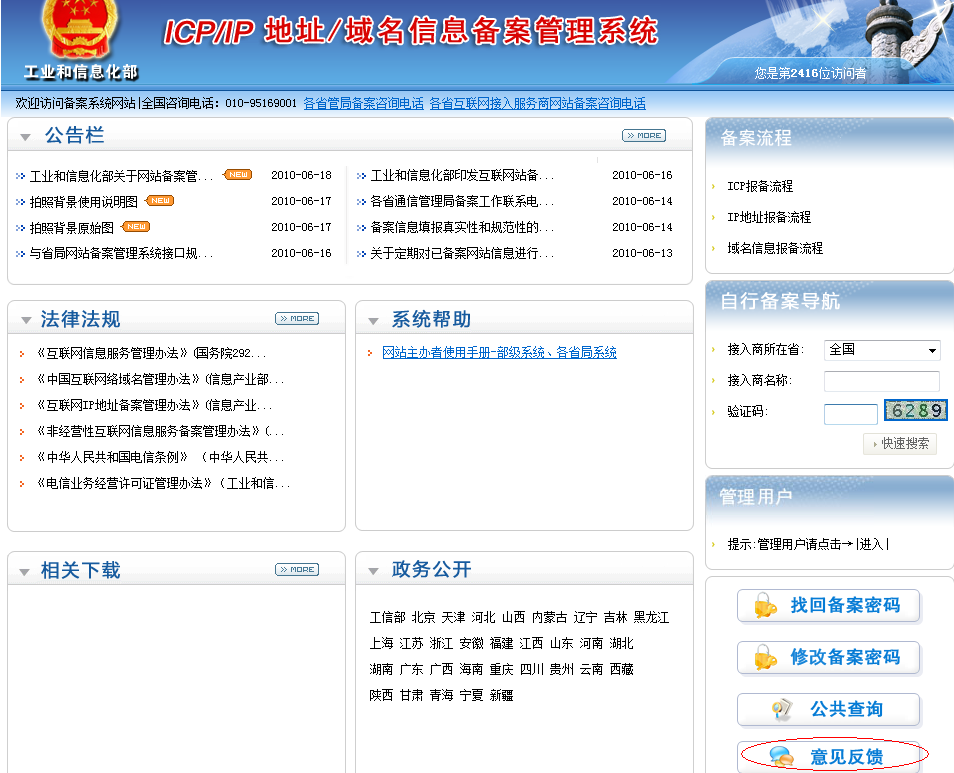 ICP/IP 地址/域名信息备案管理系统
工业和信息化部
您是第2416位访问者
欢迎访问备案系统网站|全国咨询电话：010-95169001 各省管局备案咨询电话 各省互联网接入服务商网站备案咨询电话
公告栏
MORE
工业和信息化部关于网站备案管... NEW 2010-06-18
拍照背景使用说明图 NEW 2010-06-17
拍照背景原始图 NEW 2010-06-17
与省局网站备案管理系统接口规... 2010-06-16
工业和信息化部印发互联网站备... 2010-06-16
各省通信管理局备案工作联系电... 2010-06-14
备案信息填报真实性和规范性的... 2010-06-14
关于定期对已备案网站信息进行... 2010-06-13
法律法规
MORE
《互联网信息服务管理办法》(国务院292...
《中国互联网络域名管理办法》(信息产业部...
《互联网IP地址备案管理办法》(信息产业...
《非经营性互联网信息服务备案管理办法》(...
《中华人民共和国电信条例》 （中华人民共...
《电信业务经营许可证管理办法》（工业和信...
系统帮助
网站主办者使用手册-部级系统、各省局系统
相关下载
MORE
政务公开
工信部 北京 天津 河北 山西 内蒙古 辽宁 吉林 黑龙江
上海 江苏 浙江 安徽 福建 江西 山东 河南 湖北
湖南 广东 广西 海南 重庆 四川 贵州 云南 西藏
陕西 甘肃 青海 宁夏 新疆
备案流程
ICP报备流程
IP地址报备流程
域名信息报备流程
自行备案导航
接入商所在省: 全国
接入商名称:
验证码: 6289
快速搜索
管理用户
提示:管理用户请点击→|进入|
找回备案密码
修改备案密码
公共查询
意见反馈